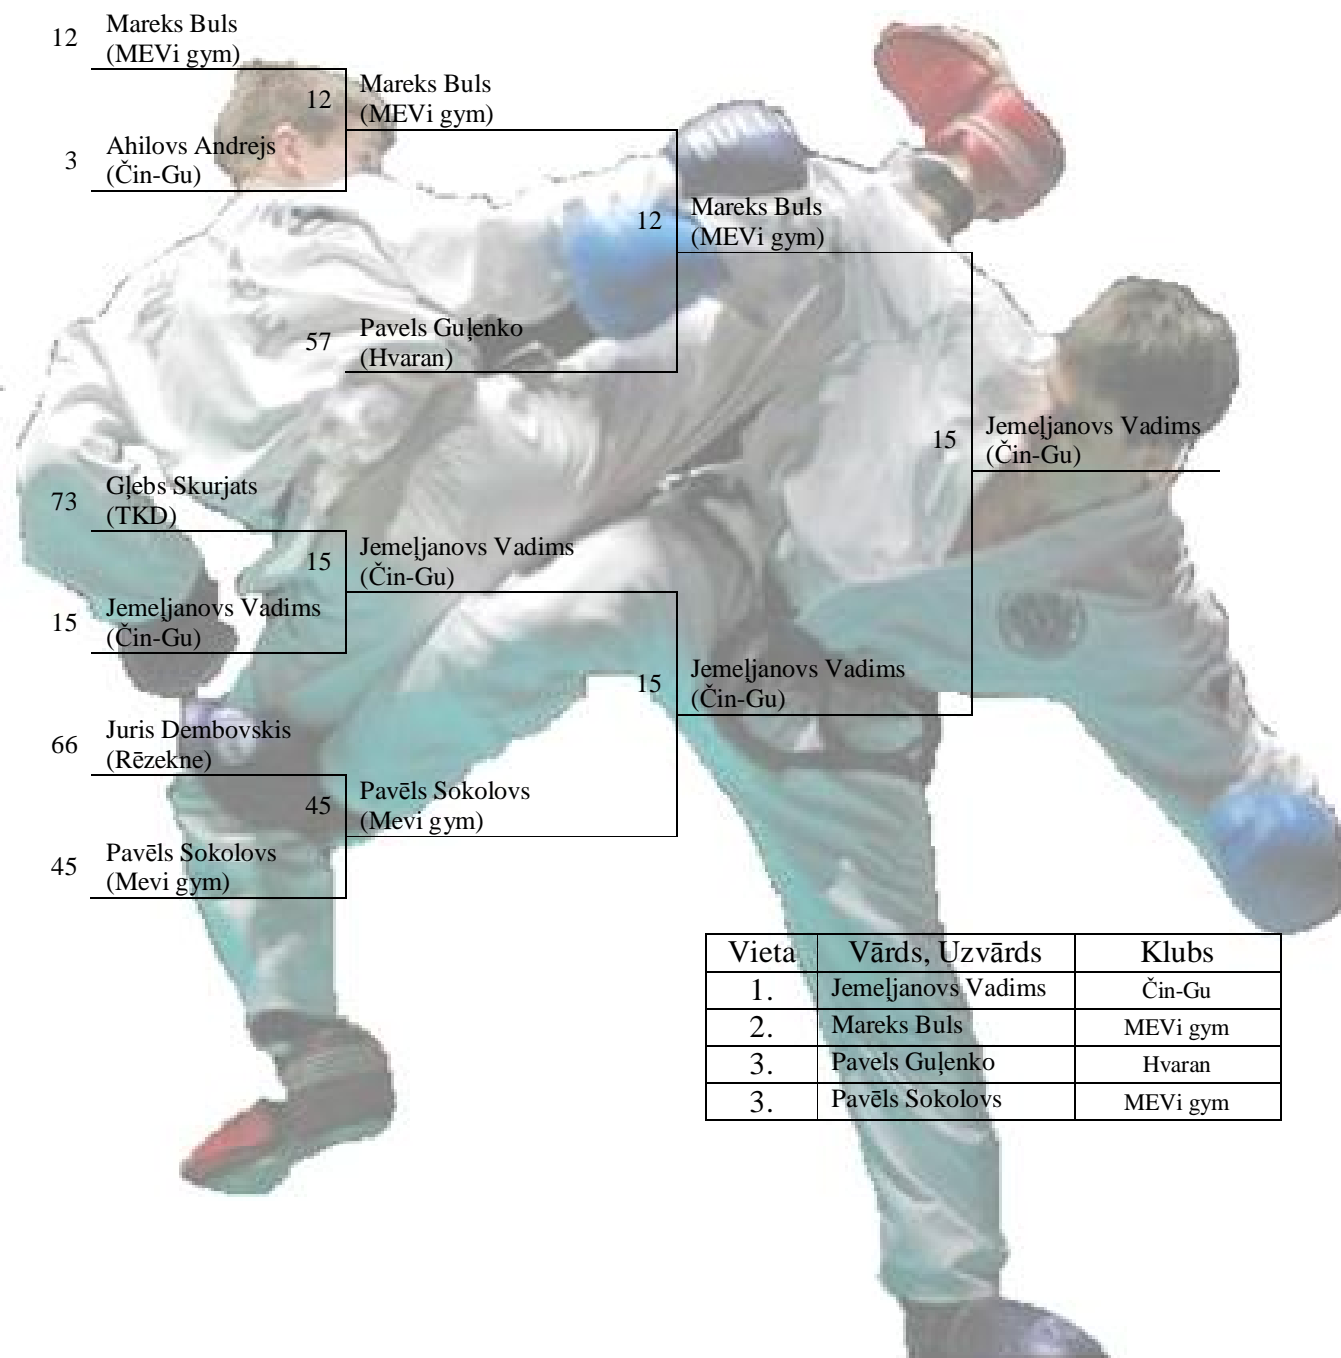 12
Mareks Buls
(MEVi gym)
3
Ahilovs Andrejs
(Čin-Gu)
12
Mareks Buls
(MEVi gym)
57
Pavels Guļenko
(Hvaran)
12
Mareks Buls
(MEVi gym)
73
Gļebs Skurjats
(TKD)
15
Jemeļjanovs Vadims
(Čin-Gu)
15
Jemeļjanovs Vadims
(Čin-Gu)
66
Juris Dembovskis
(Rēzekne)
45
Pavēls Sokolovs
(Mevi gym)
45
Pavēls Sokolovs
(Mevi gym)
15
Jemeļjanovs Vadims
(Čin-Gu)
15
Jemeļjanovs Vadims
(Čin-Gu)
Vieta Vārds, Uzvārds Klubs
1. Jemeļjanovs Vadims Čin-Gu
2. Mareks Buls MEVi gym
3. Pavels Guļenko Hvaran
3. Pavēls Sokolovs MEVi gym